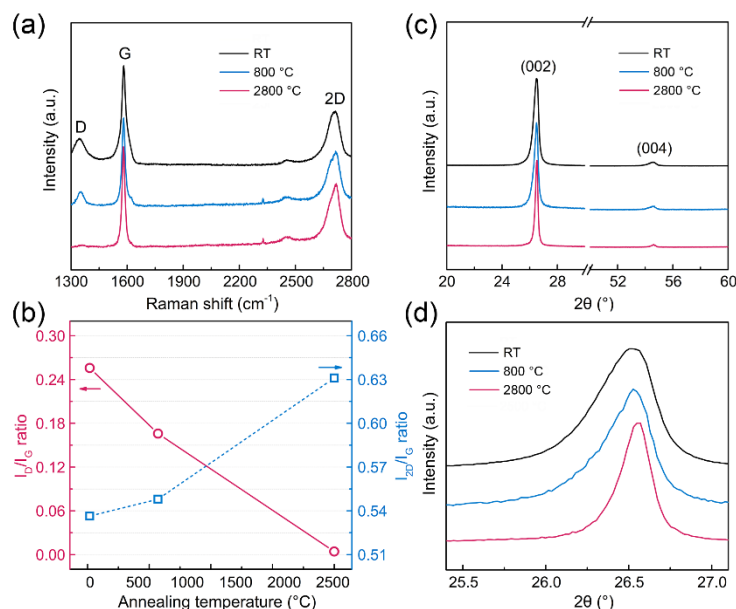 (a)
Intensity (a.u.)
D
G
2D
RT
800 °C
2800 °C
1300 1600 1900 2200 2500 2800
Raman shift (cm⁻¹)
(c)
Intensity (a.u.)
(002)
(004)
RT
800 °C
2800 °C
20 24 28 52 56 60
2θ (°)
(b)
I_D/I_G ratio
0.30
0.24
0.18
0.12
0.06
0.00
0.66
0.63
0.60
0.57
0.54
0.51
I_2D/I_G ratio
0 500 1000 1500 2000 2500
Annealing temperature (°C)
(d)
Intensity (a.u.)
RT
800 °C
2800 °C
25.5 26.0 26.5 27.0
2θ (°)